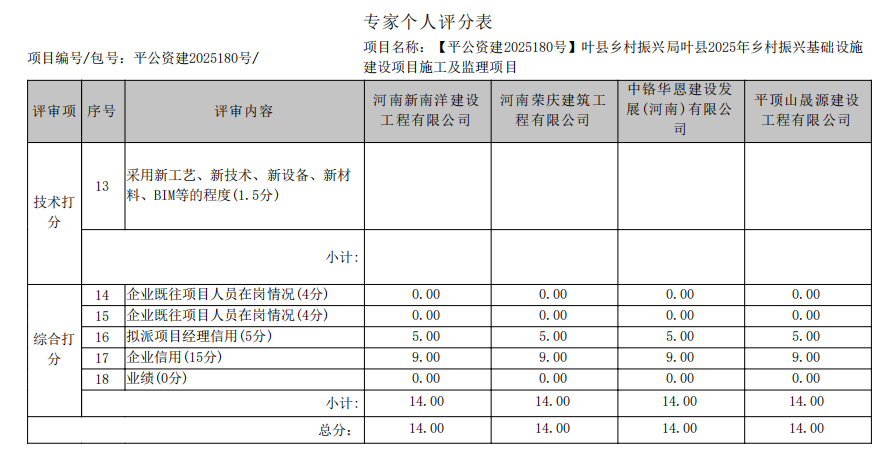 专家个人评分表
项目编号/包号: 平公资建2025180号/
项目名称: 【平公资建2025180号】叶县乡村振兴局叶县2025年乡村振兴基础设施
建设项目施工及监理项目
评审项 序号 评审内容 河南新南洋建设工程有限公司 河南荣庆建筑工程有限公司 中铬华恩建设发展(河南)有限公司 平顶山晟源建设工程有限公司
技术打分
13 采用新工艺、新技术、新设备、新材
料、BIM等的程度(1.5分)
小计:
综合打分
14 企业既往项目人员在岗情况(4分) 0.00 0.00 0.00 0.00
15 企业既往项目人员在岗情况(4分) 0.00 0.00 0.00 0.00
16 拟派项目经理信用(5分) 5.00 5.00 5.00 5.00
17 企业信用(15分) 9.00 9.00 9.00 9.00
18 业绩(0分) 0.00 0.00 0.00 0.00
小计: 14.00 14.00 14.00 14.00
总分: 14.00 14.00 14.00 14.00